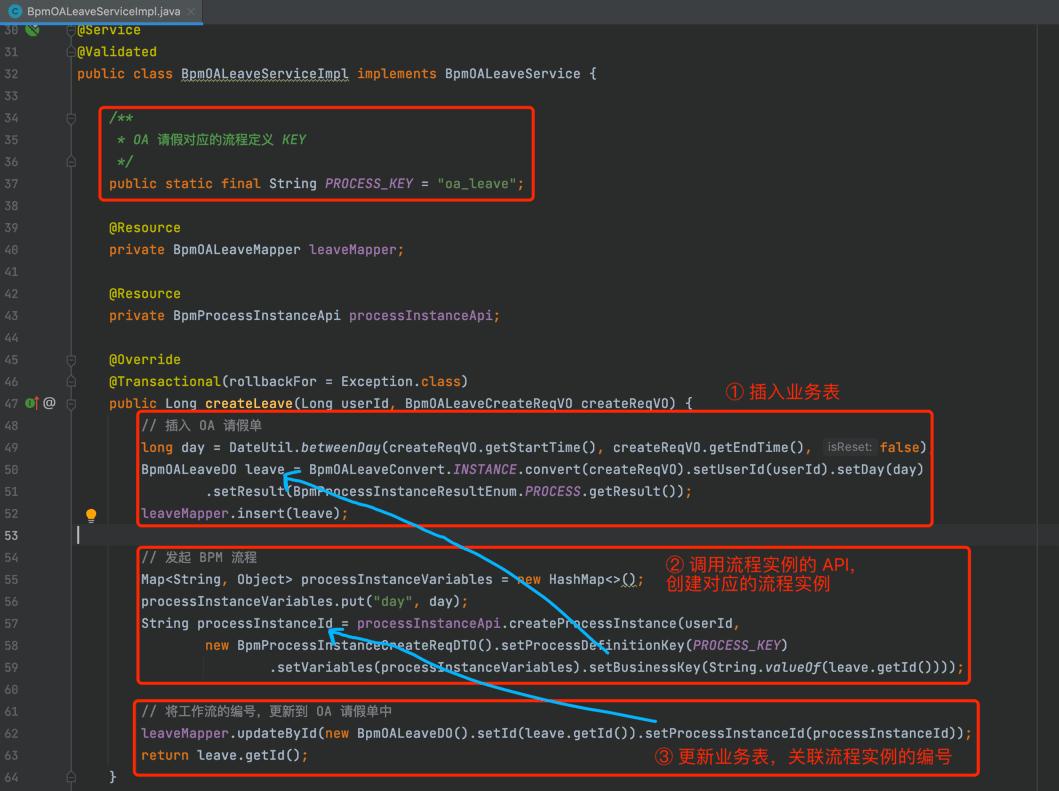 BpmOALeaveServiceImpl.java
30 @Service
31 @Validated
32 public class BpmOALeaveServiceImpl implements BpmOALeaveService {
33
34 /**
35 * OA 请假对应的流程定义 KEY
36 */
37 public static final String PROCESS_KEY = "oa_leave";
38
39 @Resource
40 private BpmOALeaveMapper leaveMapper;
41
42 @Resource
43 private BpmProcessInstanceApi processInstanceApi;
44
45 @Override
46 @Transactional(rollbackFor = Exception.class)
① 插入业务表
47 @ public Long createLeave(Long userId, BpmOALeaveCreateReqVO createReqVO) {
48 // 插入 OA 请假单
49 long day = DateUtil.betweenDay(createReqVO.getStartTime(), createReqVO.getEndTime(), isReset: false)
50 BpmOALeaveDO leave = BpmOALeaveConvert.INSTANCE.convert(createReqVO).setUserId(userId).setDay(day)
51 .setResult(BpmProcessInstanceResultEnum.PROCESS.getResult());
52 leaveMapper.insert(leave);
53
54 // 发起 BPM 流程
② 调用流程实例的 API，
55 Map<String, Object> processInstanceVariables = new HashMap<>();
创建对应的流程实例
56 processInstanceVariables.put("day", day);
57 String processInstanceId = processInstanceApi.createProcessInstance(userId,
58 new BpmProcessInstanceCreateReqDTO().setProcessDefinitionKey(PROCESS_KEY)
59 .setVariables(processInstanceVariables).setBusinessKey(String.valueOf(leave.getId())));
60
61 // 将工作流的编号，更新到 OA 请假单中
62 leaveMapper.updateById(new BpmOALeaveDO().setId(leave.getId()).setProcessInstanceId(processInstanceId));
63 return leave.getId();
③ 更新业务表，关联流程实例的编号
64 }